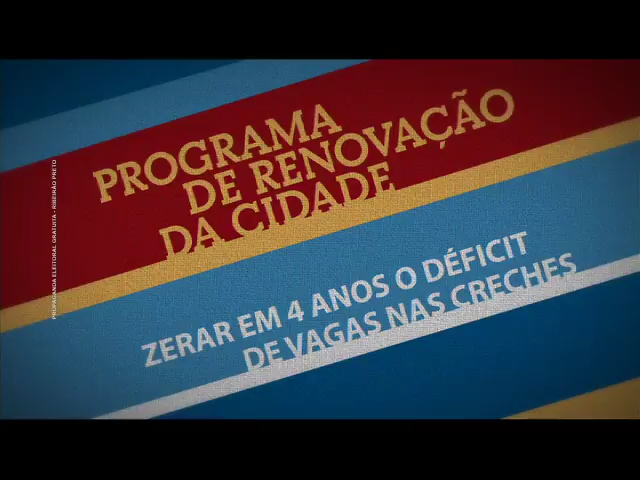 PROGRAMA
DE RENOVAÇÃO
DA CIDADE
ZERAR EM 4 ANOS O DÉFICIT
DE VAGAS NAS CRECHES
PROPAGANDA ELEITORAL GRATUITA - RIBEIRÃO PRETO